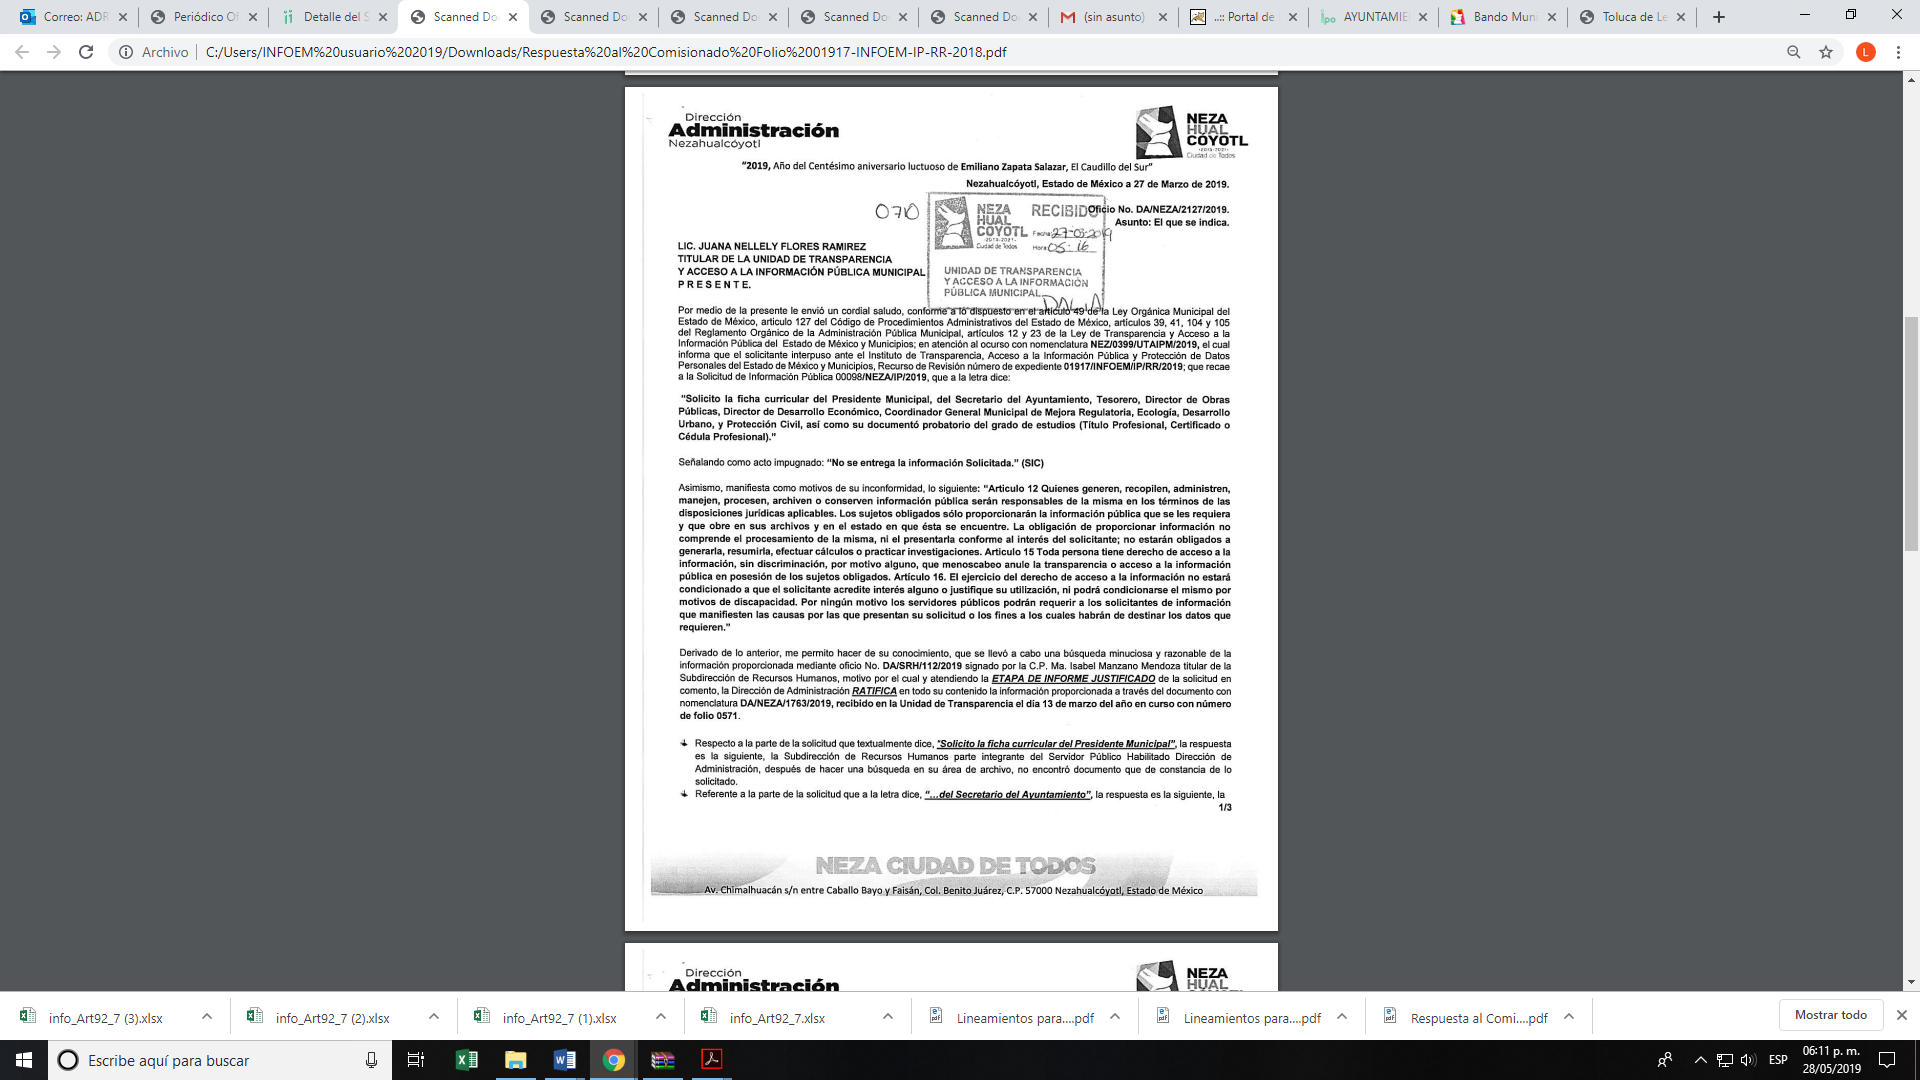 Correo: ADR
Periódico Of
Detalle del S
Scanned Do
Scanned Do
Scanned Do
Scanned Do
Scanned Do
(sin asunto)
..:: Portal de
AYUNTAMIE
Bando Muni
Toluca de Le
Archivo
C:/Users/INFOEM%20usuario%202019/Downloads/Respuesta%20al%20Comisionado%20Folio%2001917-INFOEM-IP-RR-2018.pdf
L
Dirección
Administración
Nezahualcóyotl
NEZA
HUAL
COYOTL
•2019-2021•
Ciudad de Todos
"2019, Año del Centésimo aniversario luctuoso de Emiliano Zapata Salazar, El Caudillo del Sur"
Nezahualcóyotl, Estado de México a 27 de Marzo de 2019.
Oficio No. DA/NEZA/2127/2019.
Asunto: El que se indica.
0710
NEZA
HUAL
COYOTL
Ciudad de Todos
RECIBIDO
Fecha: 27-03-2019
Hora: 05:16
UNIDAD DE TRANSPARENCIA
Y ACCESO A LA INFORMACIÓN
PÚBLICA MUNICIPAL
LIC. JUANA NELLELY FLORES RAMIREZ
TITULAR DE LA UNIDAD DE TRANSPARENCIA
Y ACCESO A LA INFORMACIÓN PÚBLICA MUNICIPAL
P R E S E N T E.
Por medio de la presente le envió un cordial saludo, conforme a lo dispuesto en el artículo 49 de la Ley Orgánica Municipal del
Estado de México, articulo 127 del Código de Procedimientos Administrativos del Estado de México, artículos 39, 41, 104 y 105
del Reglamento Orgánico de la Administración Pública Municipal, artículos 12 y 23 de la Ley de Transparencia y Acceso a la
Información Pública del Estado de México y Municipios; en atención al ocurso con nomenclatura NEZ/0399/UTAIPM/2019, el cual
informa que el solicitante interpuso ante el Instituto de Transparencia, Acceso a la Información Pública y Protección de Datos
Personales del Estado de México y Municipios, Recurso de Revisión número de expediente 01917/INFOEM/IP/RR/2019; que recae
a la Solicitud de Información Pública 00098/NEZA/IP/2019, que a la letra dice:
"Solicito la ficha curricular del Presidente Municipal, del Secretario del Ayuntamiento, Tesorero, Director de Obras
Públicas, Director de Desarrollo Económico, Coordinador General Municipal de Mejora Regulatoria, Ecología, Desarrollo
Urbano, y Protección Civil, así como su documentó probatorio del grado de estudios (Título Profesional, Certificado o
Cédula Profesional)."
Señalando como acto impugnado: "No se entrega la información Solicitada." (SIC)
Asimismo, manifiesta como motivos de su inconformidad, lo siguiente: "Articulo 12 Quienes generen, recopilen, administren,
manejen, procesen, archiven o conserven información pública serán responsables de la misma en los términos de las
disposiciones jurídicas aplicables. Los sujetos obligados sólo proporcionarán la información pública que se les requiera
y que obre en sus archivos y en el estado en que ésta se encuentre. La obligación de proporcionar información no
comprende el procesamiento de la misma, ni el presentarla conforme al interés del solicitante; no estarán obligados a
generarla, resumirla, efectuar cálculos o practicar investigaciones. Articulo 15 Toda persona tiene derecho de acceso a la
información, sin discriminación, por motivo alguno, que menoscabeo anule la transparencia o acceso a la información
pública en posesión de los sujetos obligados. Artículo 16. El ejercicio del derecho de acceso a la información no estará
condicionado a que el solicitante acredite interés alguno o justifique su utilización, ni podrá condicionarse el mismo por
motivos de discapacidad. Por ningún motivo los servidores públicos podrán requerir a los solicitantes de información
que manifiesten las causas por las que presentan su solicitud o los fines a los cuales habrán de destinar los datos que
requieren."
Derivado de lo anterior, me permito hacer de su conocimiento, que se llevó a cabo una búsqueda minuciosa y razonable de la
información proporcionada mediante oficio No. DA/SRH/112/2019 signado por la C.P. Ma. Isabel Manzano Mendoza titular de la
Subdirección de Recursos Humanos, motivo por el cual y atendiendo la ETAPA DE INFORME JUSTIFICADO de la solicitud en
comento, la Dirección de Administración RATIFICA en todo su contenido la información proporcionada a través del documento con
nomenclatura DA/NEZA/1763/2019, recibido en la Unidad de Transparencia el día 13 de marzo del año en curso con número
de folio 0571.
Respecto a la parte de la solicitud que textualmente dice, "Solicito la ficha curricular del Presidente Municipal", la respuesta
es la siguiente, la Subdirección de Recursos Humanos parte integrante del Servidor Público Habilitado Dirección de
Administración, después de hacer una búsqueda en su área de archivo, no encontró documento que de constancia de lo
solicitado.
Referente a la parte de la solicitud que a la letra dice, "…del Secretario del Ayuntamiento", la respuesta es la siguiente, la
1/3
NEZA CIUDAD DE TODOS
Av. Chimalhuacán s/n entre Caballo Bayo y Faisán, Col. Benito Juárez, C.P. 57000 Nezahualcóyotl, Estado de México
Dirección
Administración
NEZA
HUAL
info_Art92_7 (3).xlsx
info_Art92_7 (2).xlsx
info_Art92_7 (1).xlsx
info_Art92_7.xlsx
Lineamientos para....pdf
Lineamientos para....pdf
Respuesta al Comi....pdf
Mostrar todo
Escribe aquí para buscar
ESP
06:11 p. m.
28/05/2019